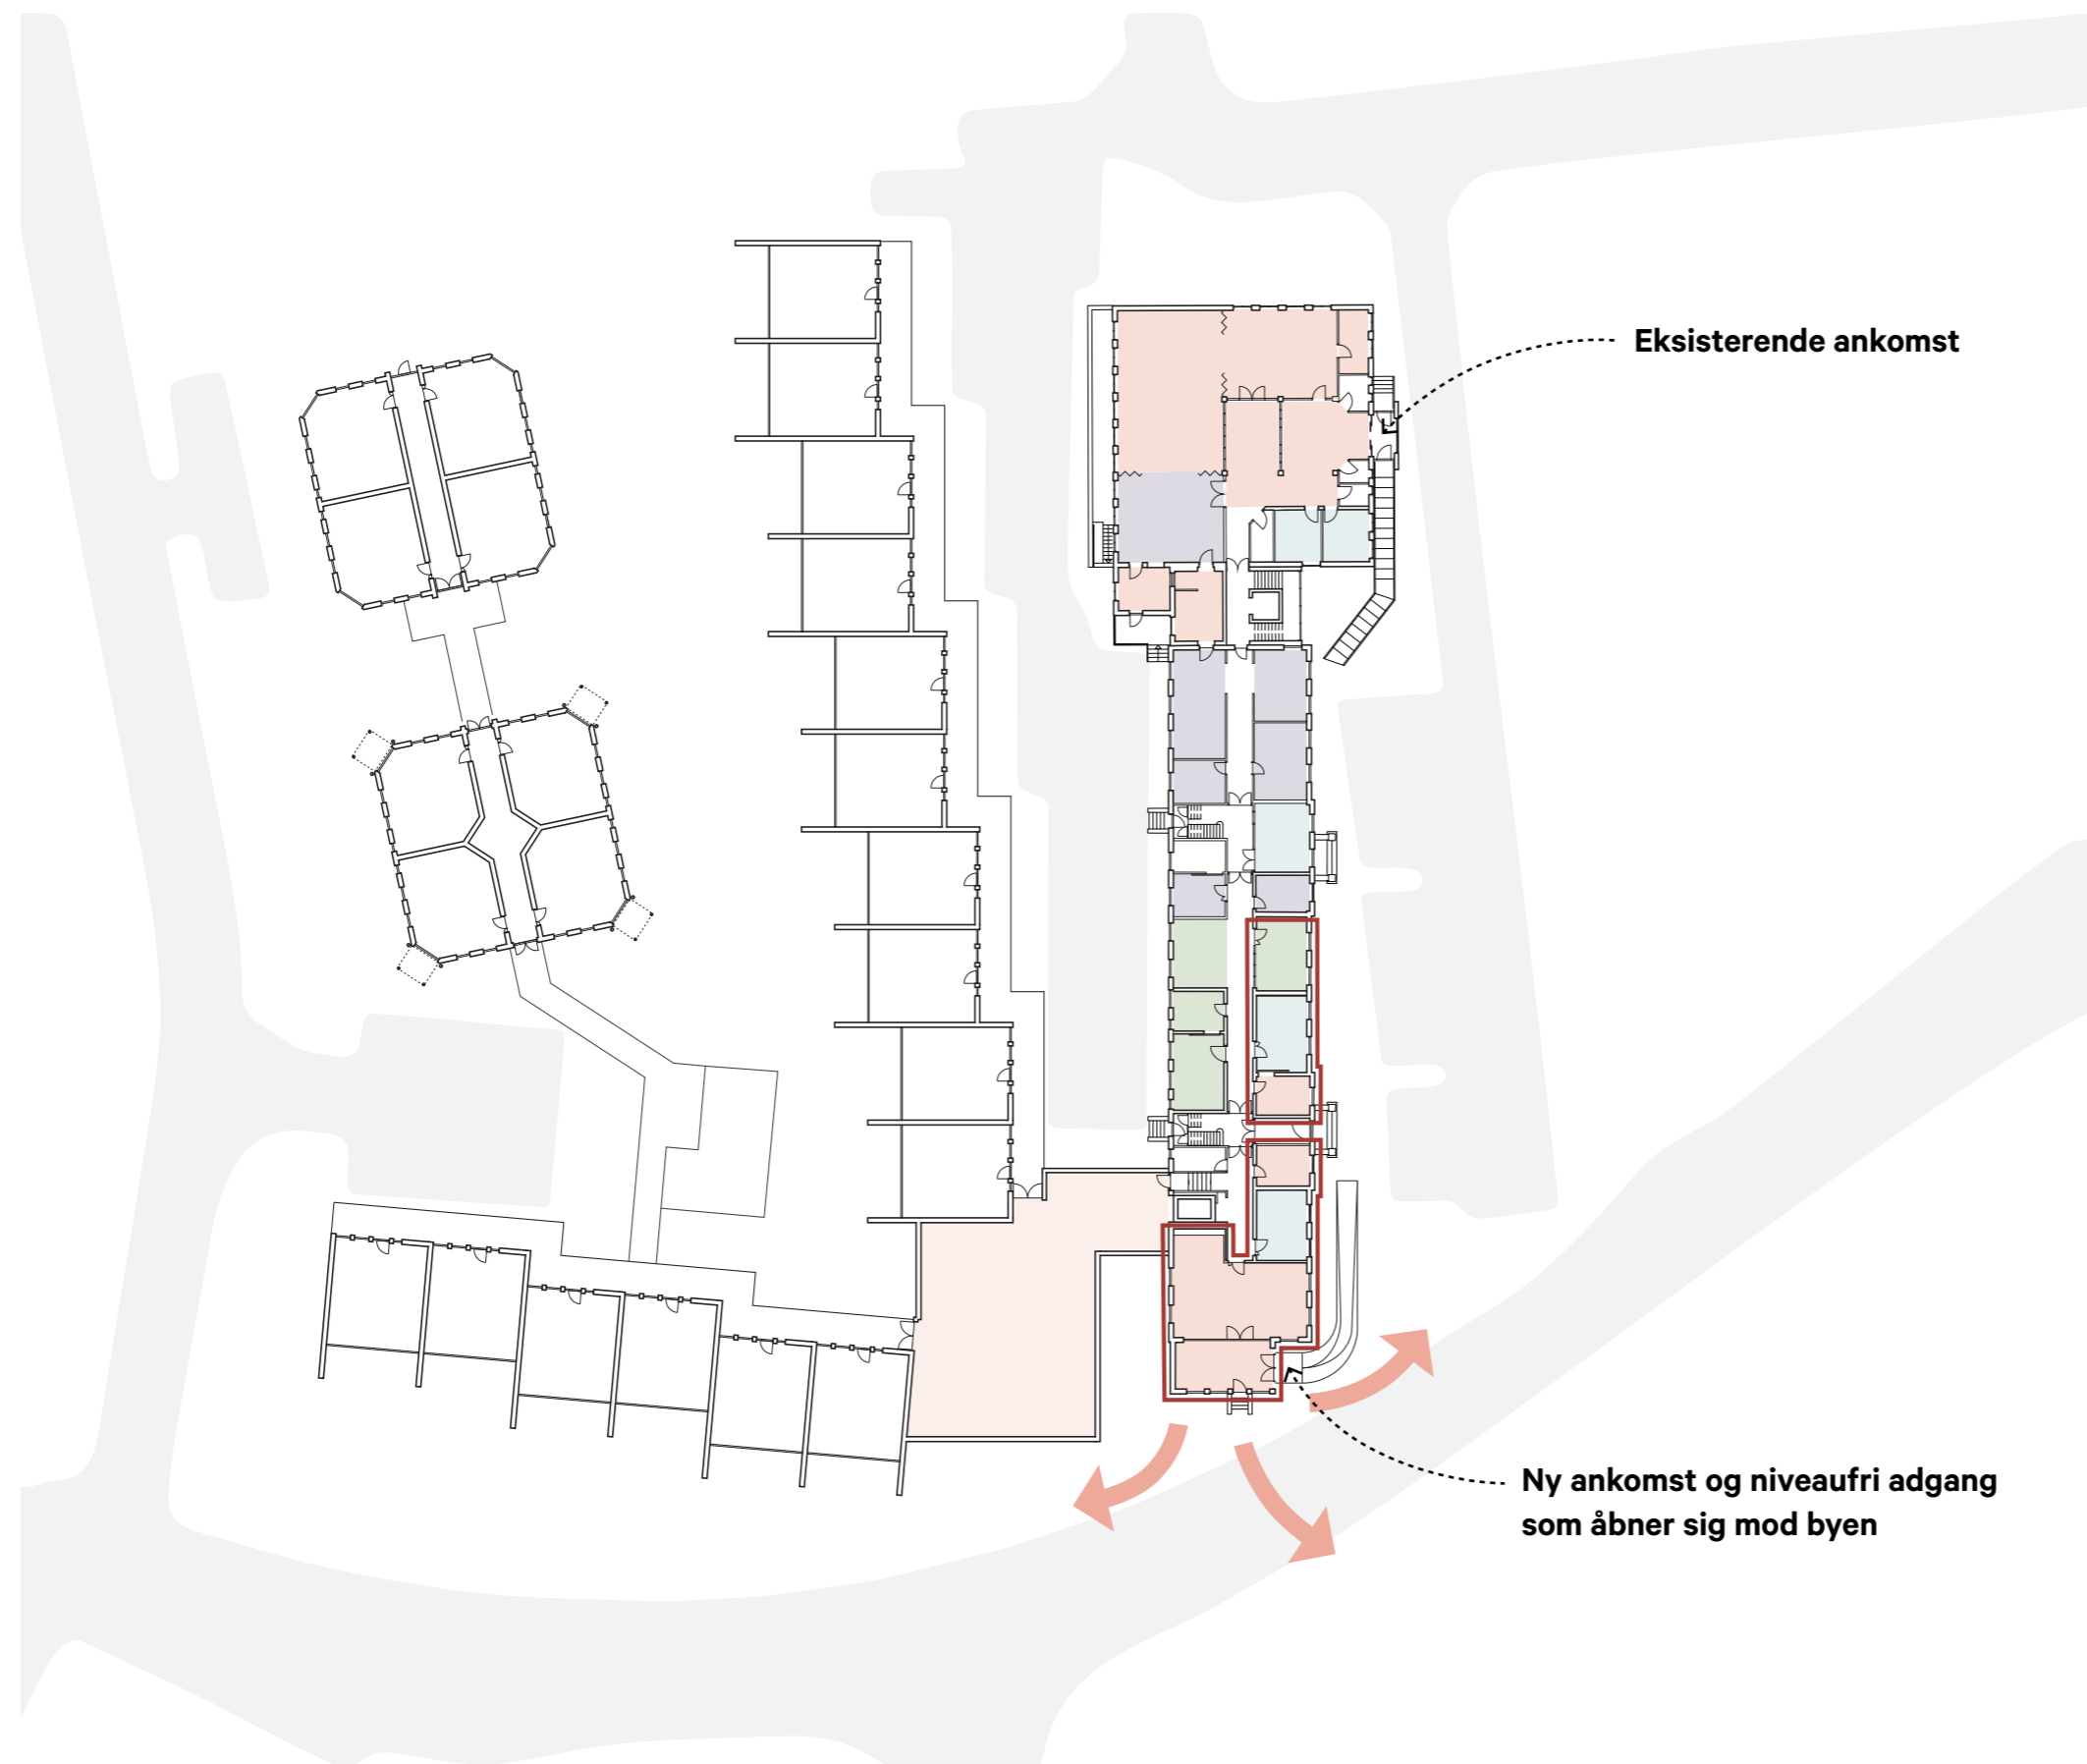 Eksisterende ankomst
Ny ankomst og niveaufri adgang
som åbner sig mod byen